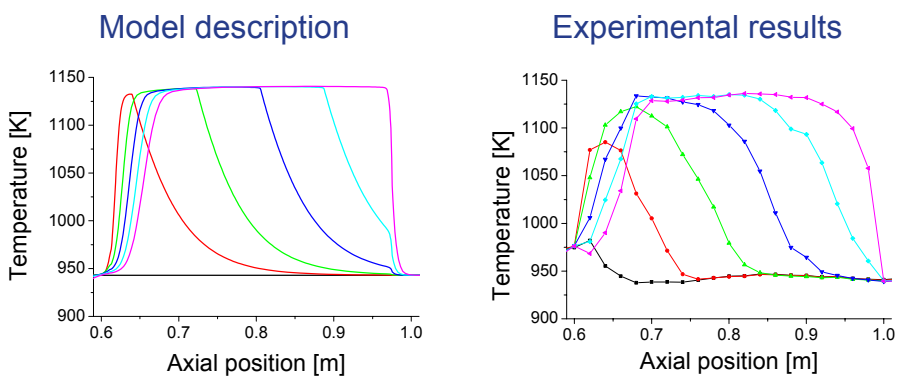 Model description
Experimental results
1150
1100
1050
1000
950
900
0.6 0.7 0.8 0.9 1.0
Temperature [K]
Axial position [m]
1150
1100
1050
1000
950
900
0.6 0.7 0.8 0.9 1.0
Temperature [K]
Axial position [m]